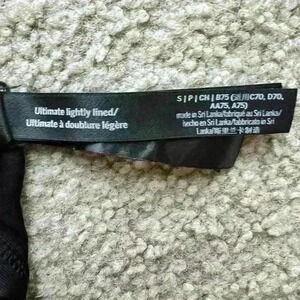 Ultimate lightly lined/
Ultimate à doublure légère
S | P | CH | B75 (适用C70, D70,
AA75, A75)
made in Sri Lanka/fabriqué au Sri Lanka/
hecho en Sri Lanka/fabbricato in Sri
Lanka/斯里兰卡制造